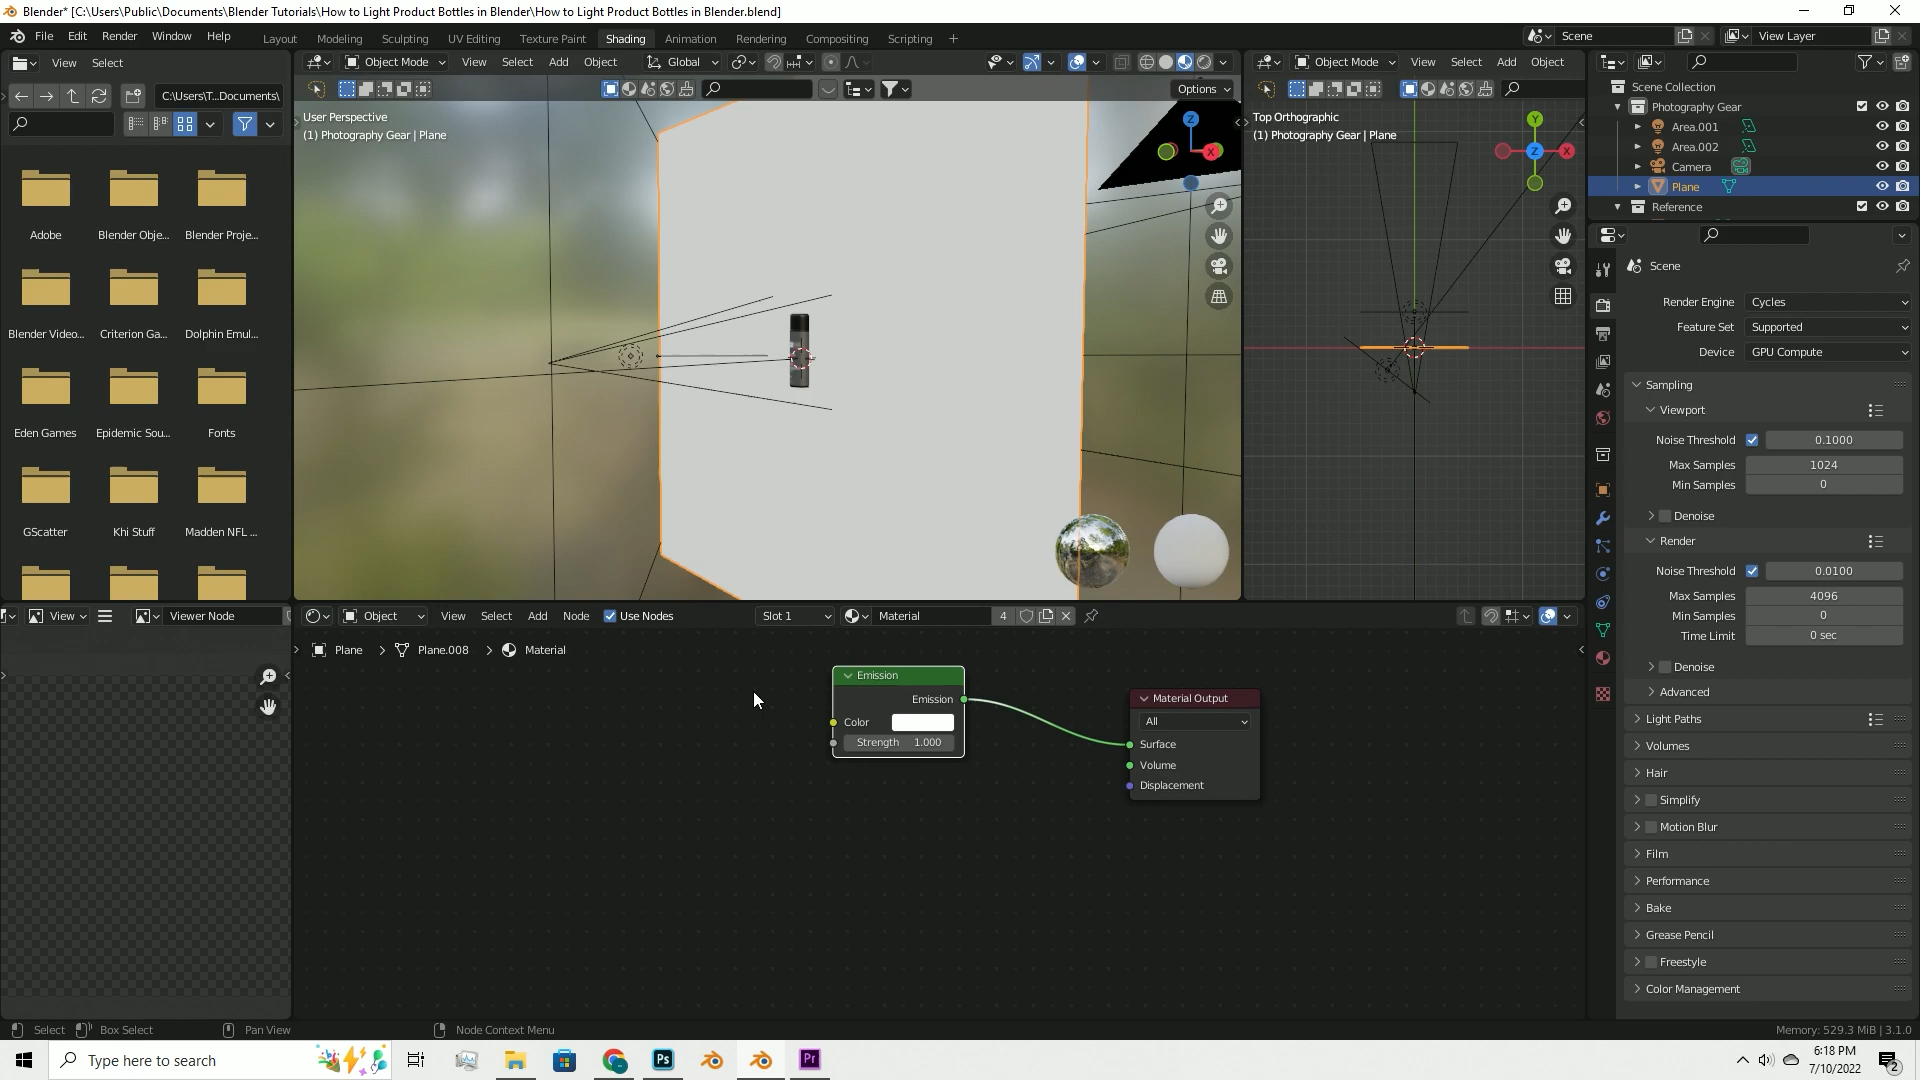 Blender* [C:\Users\Public\Documents\Blender Tutorials\How to Light Product Bottles in Blender\How to Light Product Bottles in Blender.blend]
File Edit Render Window Help Layout Modeling Sculpting UV Editing Texture Paint Shading Animation Rendering Compositing Scripting + Scene View Layer
View Select Object Mode View Select Add Object Global Object Mode View Select Add Object
C:\Users\T...Documents\
Options
User Perspective
(1) Photography Gear | Plane
Top Orthographic
(1) Photography Gear | Plane
Z
X
Y
Z
X
Scene Collection
Photography Gear
Area.001
Area.002
Camera
Plane
Reference
Adobe Blender Obje... Blender Proje...
Blender Video... Criterion Ga... Dolphin Emul...
Eden Games Epidemic Sou... Fonts
GScatter Khi Stuff Madden NFL ...
Scene
Render Engine Cycles
Feature Set Supported
Device GPU Compute
Sampling
Viewport
Noise Threshold 0.1000
Max Samples 1024
Min Samples 0
Denoise
Render
Noise Threshold 0.0100
Max Samples 4096
Min Samples 0
Time Limit 0 sec
Denoise
Advanced
Light Paths
Volumes
Hair
Simplify
Motion Blur
Film
Performance
Bake
Grease Pencil
Freestyle
Color Management
View Viewer Node
Object View Select Add Node Use Nodes Slot 1 Material 4
Plane > Plane.008 > Material
Emission
Emission
Color
Strength 1.000
Material Output
All
Surface
Volume
Displacement
Select Box Select Pan View Node Context Menu Memory: 529.3 MiB | 3.1.0
Type here to search
Ps
Pr
6:18 PM
7/10/2022
2